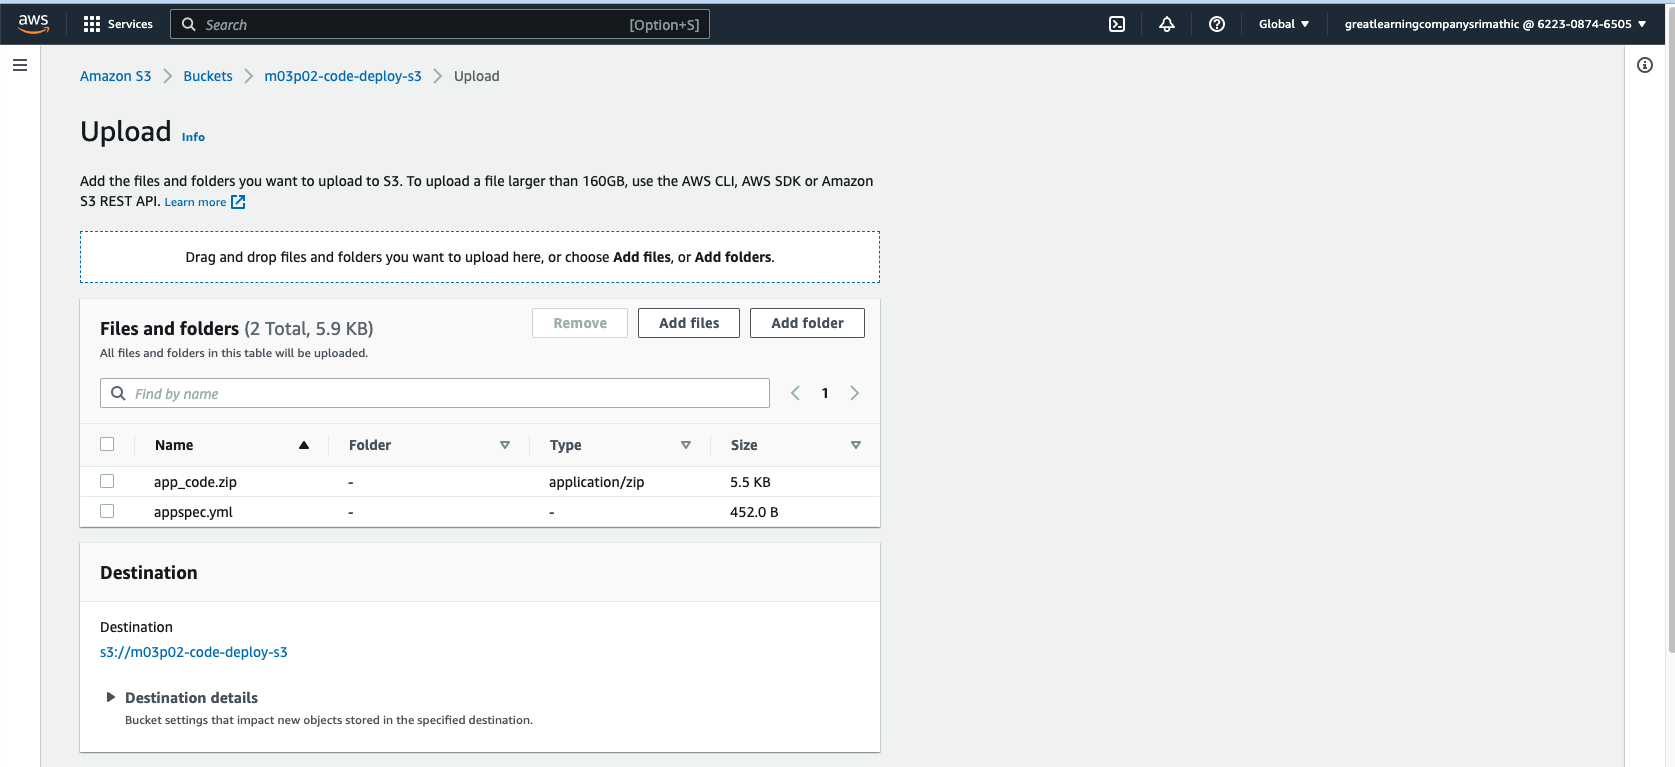 aws
Services
Search
[Option+S]
Global
greatlearningcompanysrimathic @ 6223-0874-6505
Amazon S3
Buckets
m03p02-code-deploy-s3
Upload
Upload Info
Add the files and folders you want to upload to S3. To upload a file larger than 160GB, use the AWS CLI, AWS SDK or Amazon
S3 REST API. Learn more
Drag and drop files and folders you want to upload here, or choose Add files, or Add folders.
Files and folders (2 Total, 5.9 KB)
Remove
Add files
Add folder
All files and folders in this table will be uploaded.
Find by name
1
Name Folder Type Size
app_code.zip - application/zip 5.5 KB
appspec.yml - - 452.0 B
Destination
Destination
s3://m03p02-code-deploy-s3
Destination details
Bucket settings that impact new objects stored in the specified destination.